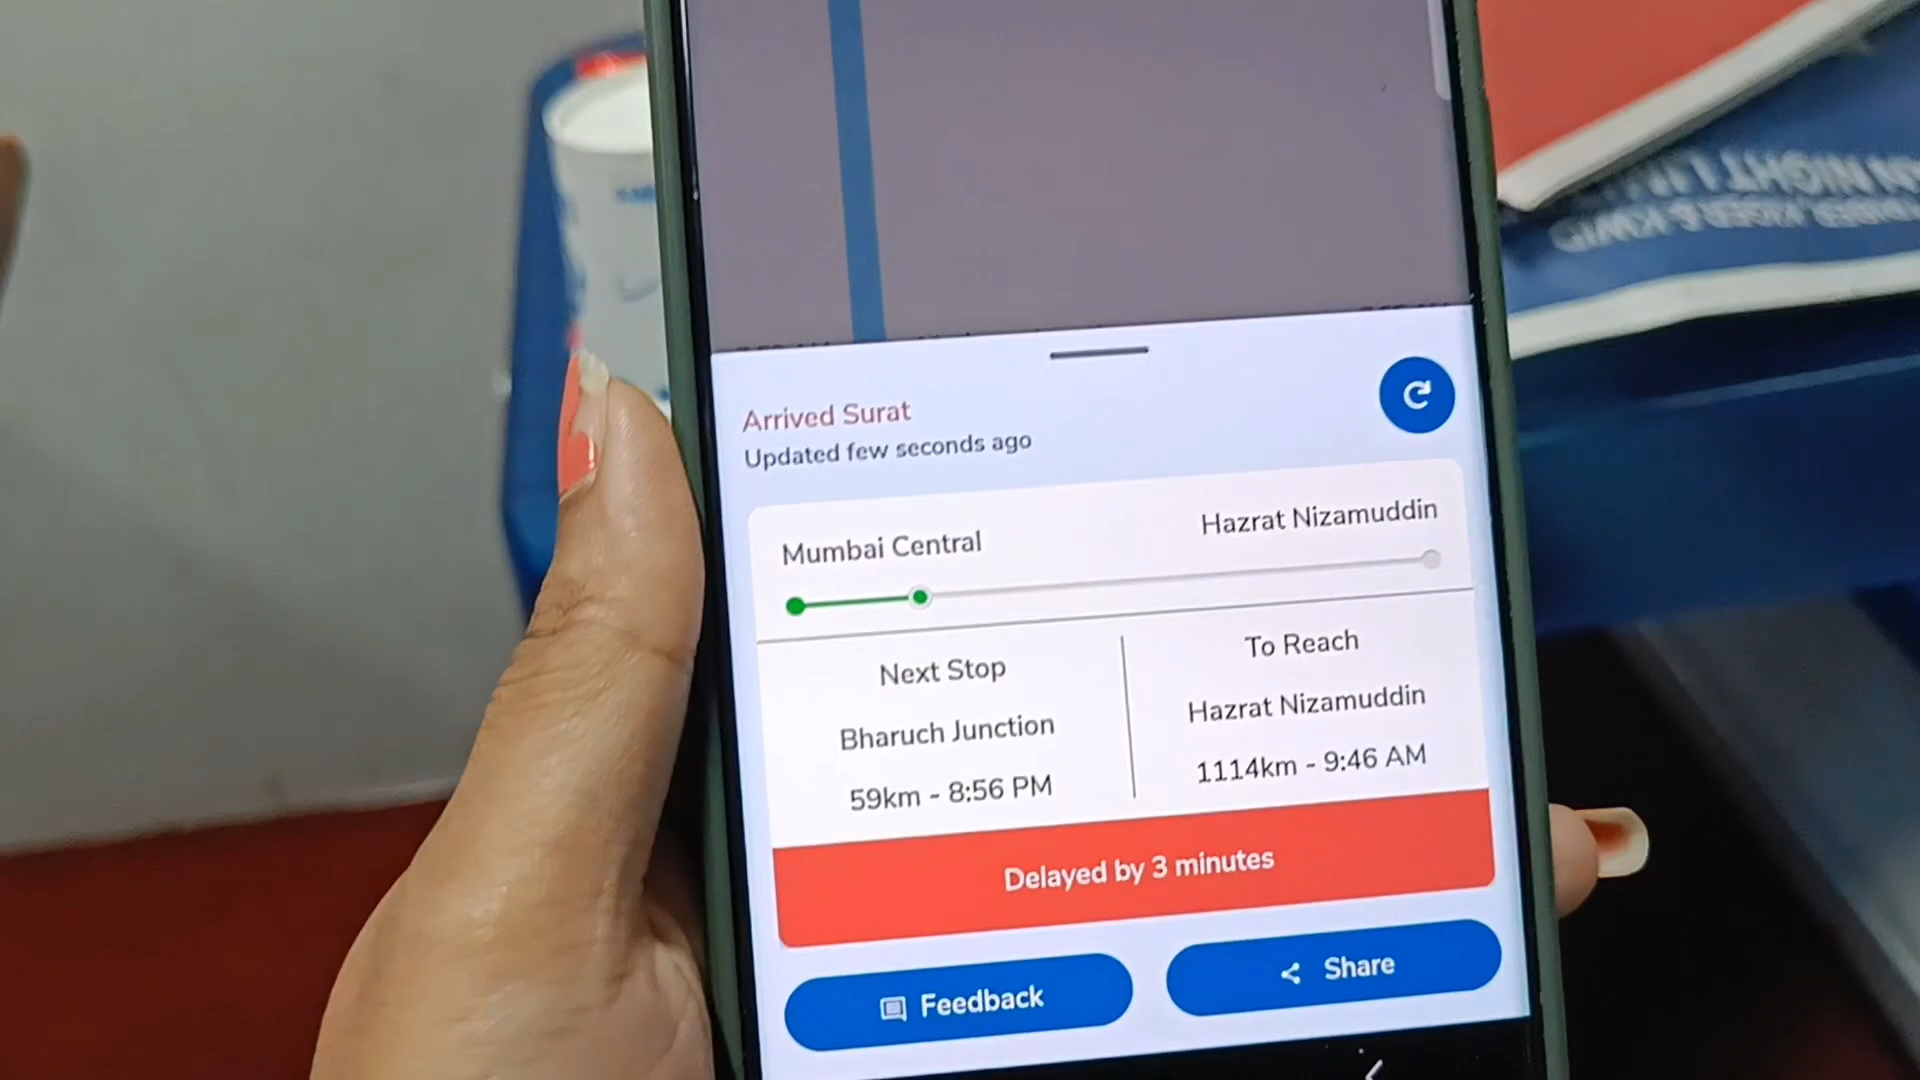 Arrived Surat
Updated few seconds ago
Mumbai Central
Hazrat Nizamuddin
Next Stop
To Reach
Bharuch Junction
Hazrat Nizamuddin
59km - 8:56 PM
1114km - 9:46 AM
Delayed by 3 minutes
Feedback
Share